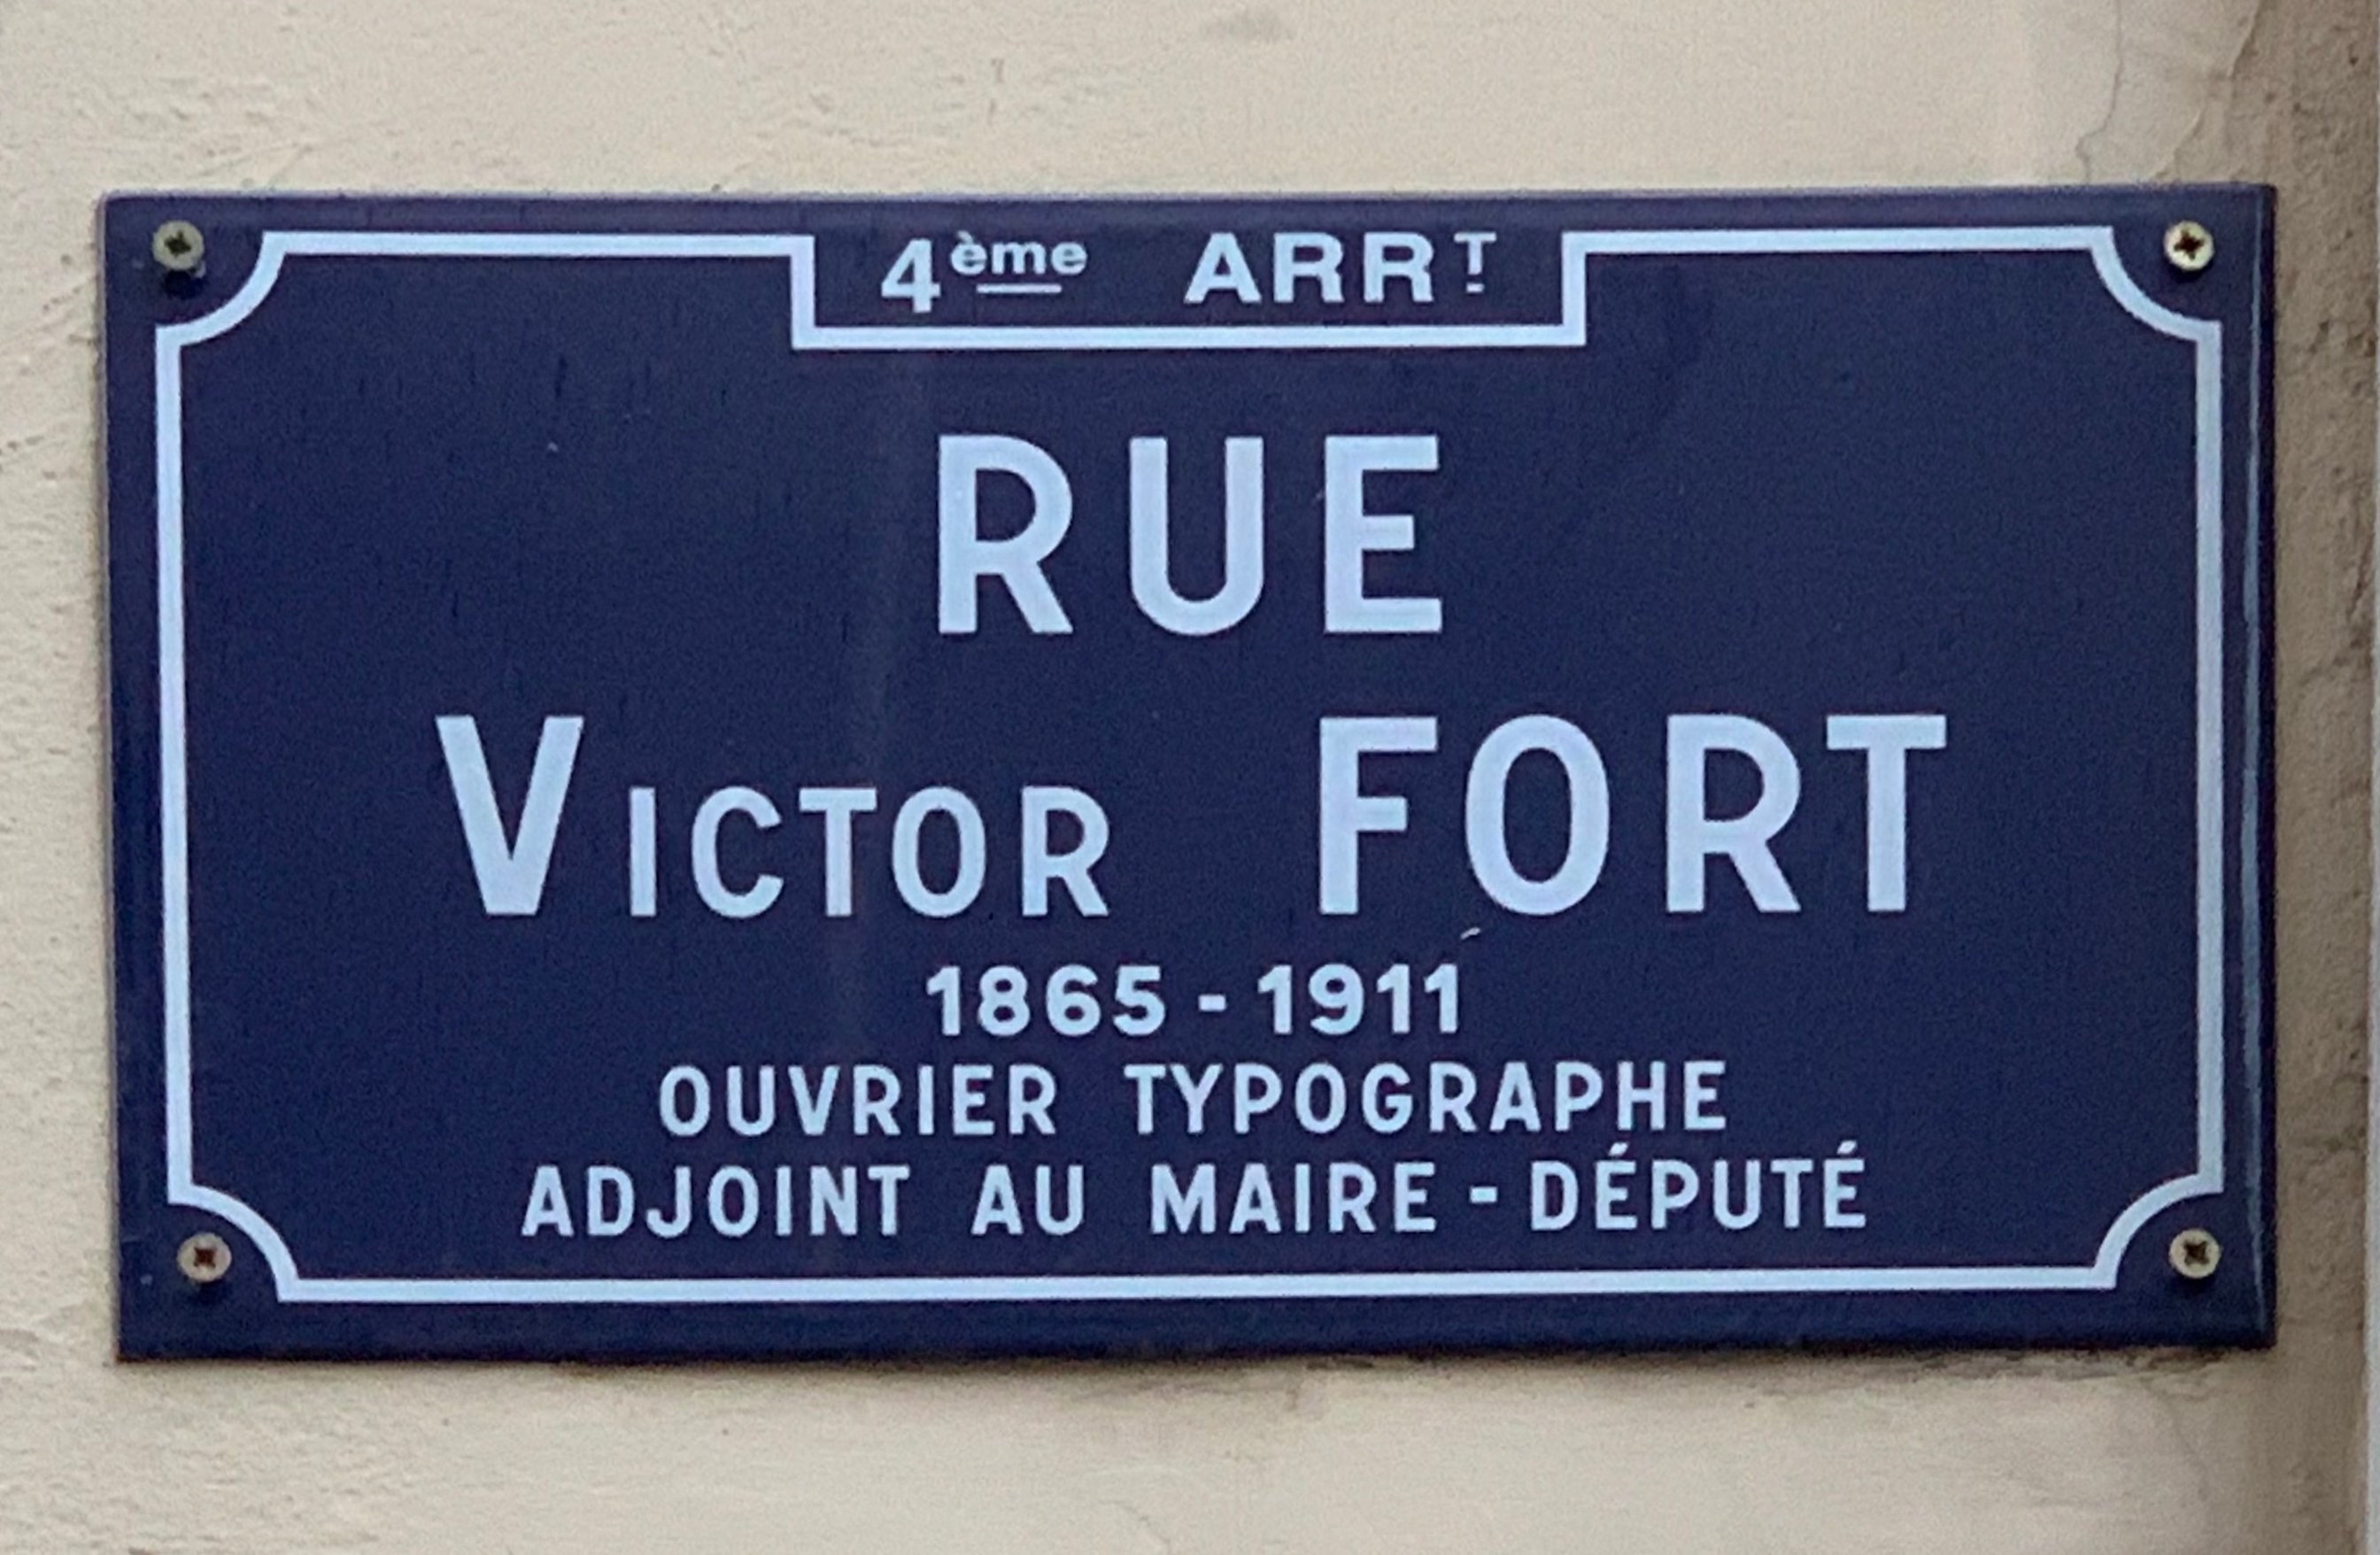 4ème ARRT
RUE
VICTOR FORT
1865 - 1911
OUVRIER TYPOGRAPHE
ADJOINT AU MAIRE - DÉPUTÉ